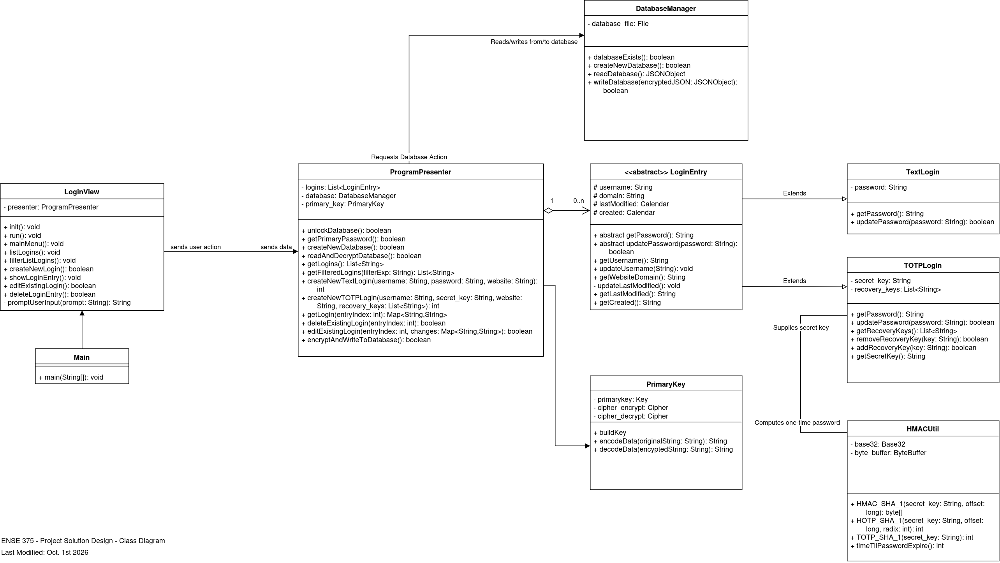 DatabaseManager
- database_file: File
+ databaseExists(): boolean
+ createNewDatabase(): boolean
+ readDatabase(): JSONObject
+ writeDatabase(encryptedJSON: JSONObject):
boolean
Reads/writes from/to database
Requests Database Action
LoginView
- presenter: ProgramPresenter
+ init(): void
+ run(): void
+ mainMenu(): void
+ listLogins(): void
+ filterListLogins(): void
+ createNewLogin(): boolean
+ showLoginEntry(): void
+ editExistingLogin(): boolean
+ deleteLoginEntry(): boolean
- promptUserInput(prompt: String): String
sends user action
sends data
Main
+ main(String[]): void
ProgramPresenter
- logins: List<LoginEntry>
- database: DatabaseManager
- primary_key: PrimaryKey
+ unlockDatabase(): boolean
+ getPrimaryPassword(): boolean
+ createNewDatabase(): boolean
+ readAndDecryptDatabase(): boolean
+ getLogins(): List<String>
+ getFilteredLogins(filterExp: String): List<String>
+ createNewTextLogin(username: String, password: String, website: String):
int
+ createNewTOTPLogin(username: String, secret_key: String, website:
String, recovery_keys: List<String>): int
+ getLogin(entryIndex: int): Map<String,String>
+ deleteExistingLogin(entryIndex: int): boolean
+ editExistingLogin(entryIndex: int, changes: Map<String,String>): boolean
+ encryptAndWriteToDatabase(): boolean
1
0..n
<<abstract>> LoginEntry
# username: String
# domain: String
# lastModified: Calendar
# created: Calendar
+ abstract getPassword(): String
+ abstract updatePassword(password: String):
boolean
+ getUsername(): String
+ updateUsername(String): void
+ getWebsiteDomain(): String
- updateLastModified(): void
+ getLastModified(): String
+ getCreated(): String
Extends
Extends
TextLogin
- password: String
+ getPassword(): String
+ updatePassword(password: String): boolean
TOTPLogin
- secret_key: String
- recovery_keys: List<String>
+ getPassword(): String
+ updatePassword(password: String): boolean
+ getRecoveryKeys(): List<String>
+ removeRecoveryKey(key: String): boolean
+ addRecoveryKey(key: String): boolean
+ getSecretKey(): String
Supplies secret key
Computes one-time password
PrimaryKey
- primarykey: Key
- cipher_encrypt: Cipher
- cipher_decrypt: Cipher
+ buildKey
+ encodeData(originalString: String): String
+ decodeData(encyptedString: String): String
HMACUtil
- base32: Base32
- byte_buffer: ByteBuffer
+ HMAC_SHA_1(secret_key: String, offset:
long): byte[]
+ HOTP_SHA_1(secret_key: String, offset:
long, radix: int): int
+ TOTP_SHA_1(secret_key: String): int
+ timeTilPasswordExpire(): int
ENSE 375 - Project Solution Design - Class Diagram
Last Modified: Oct. 1st 2026